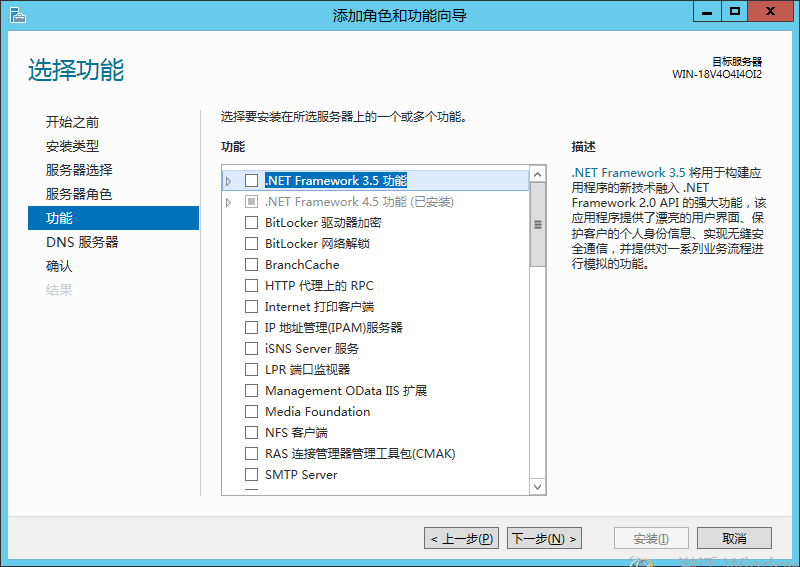 添加角色和功能向导
选择功能
目标服务器
WIN-18V4O4I4OI2
开始之前
安装类型
服务器选择
服务器角色
功能
DNS 服务器
确认
结果
选择要安装在所选服务器上的一个或多个功能。
功能
.NET Framework 3.5 功能
.NET Framework 4.5 功能 (已安装)
BitLocker 驱动器加密
BitLocker 网络解锁
BranchCache
HTTP 代理上的 RPC
Internet 打印客户端
IP 地址管理(IPAM)服务器
iSNS Server 服务
LPR 端口监视器
Management OData IIS 扩展
Media Foundation
NFS 客户端
RAS 连接管理器管理工具包(CMAK)
SMTP Server
描述
.NET Framework 3.5 将用于构建应
用程序的新技术融入 .NET
Framework 2.0 API 的强大功能，该
应用程序提供了漂亮的用户界面、保
护客户的个人身份信息、实现无缝安
全通信，并提供对一系列业务流程进
行模拟的功能。
< 上一步(P)
下一步(N) >
安装(I)
取消